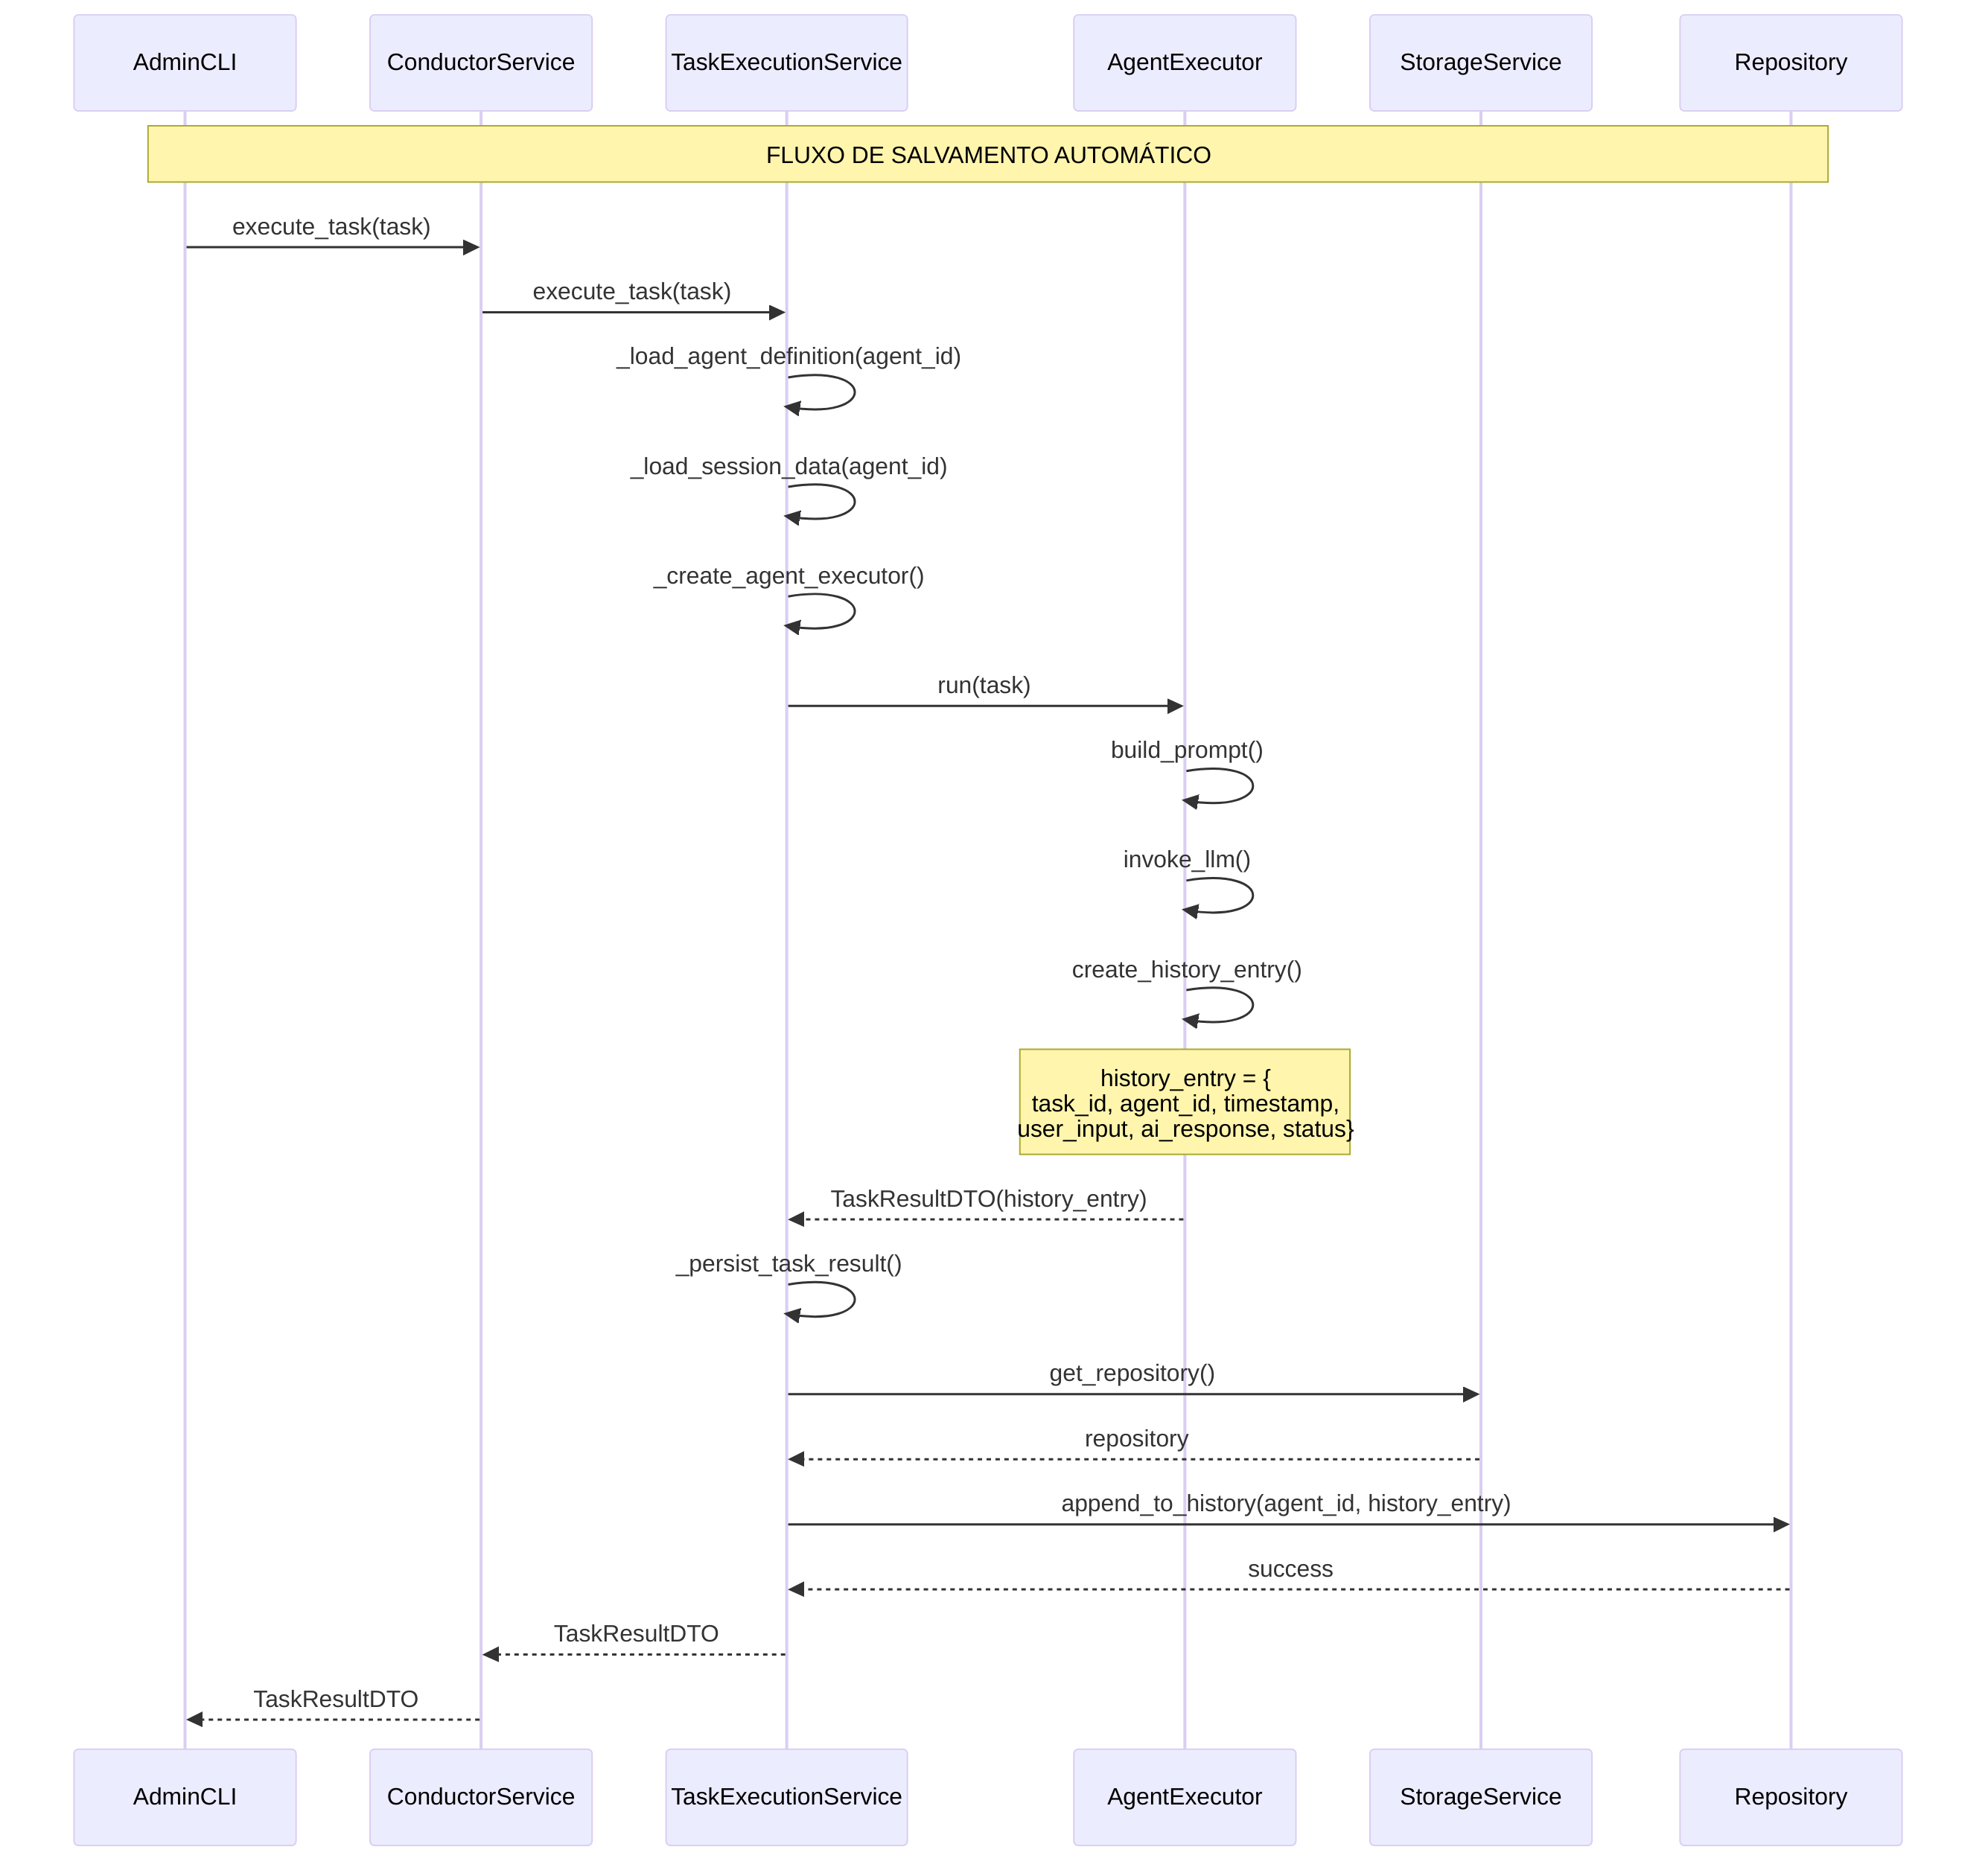 AdminCLI
ConductorService
TaskExecutionService
AgentExecutor
StorageService
Repository
FLUXO DE SALVAMENTO AUTOMÁTICO
execute_task(task)
execute_task(task)
_load_agent_definition(agent_id)
_load_session_data(agent_id)
_create_agent_executor()
run(task)
build_prompt()
invoke_llm()
create_history_entry()
history_entry = {
task_id, agent_id, timestamp,
user_input, ai_response, status}
TaskResultDTO(history_entry)
_persist_task_result()
get_repository()
repository
append_to_history(agent_id, history_entry)
success
TaskResultDTO
TaskResultDTO
AdminCLI
ConductorService
TaskExecutionService
AgentExecutor
StorageService
Repository